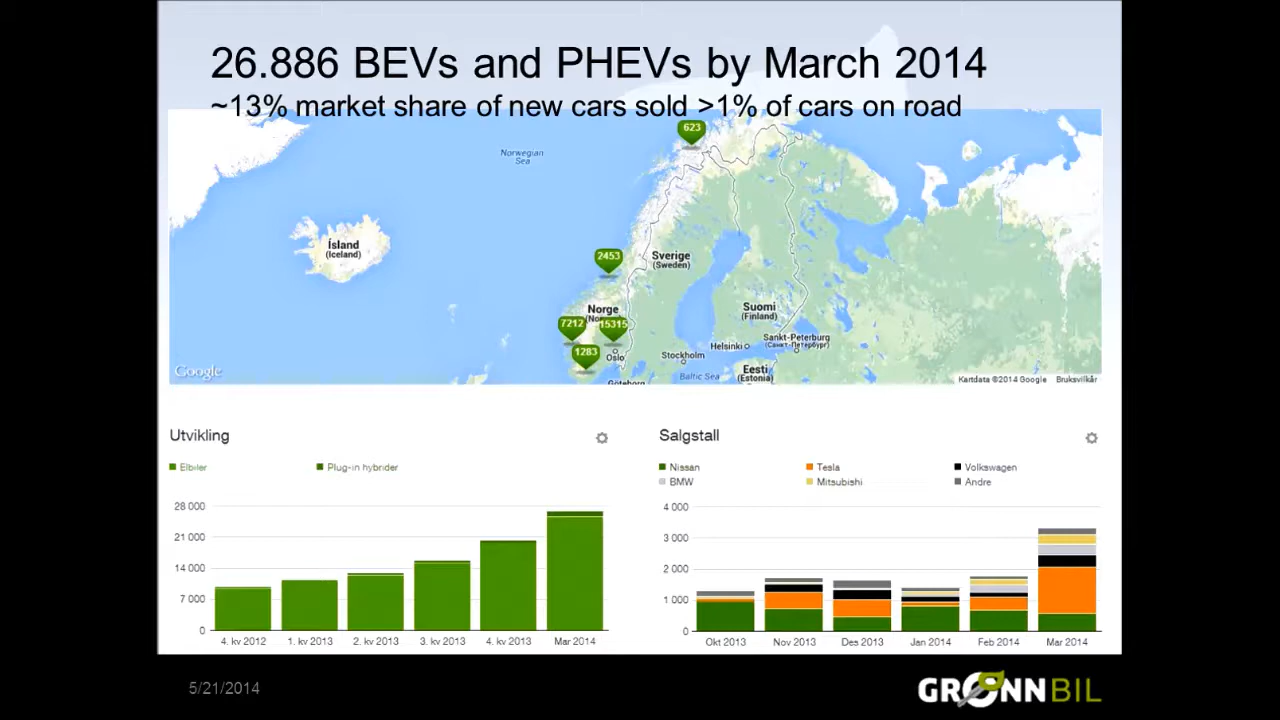 26.886 BEVs and PHEVs by March 2014
~13% market share of new cars sold >1% of cars on road
623
Norwegian
Sea
Ísland
(Iceland)
2453
Sverige
(Sweden)
Norge
7212
15315
Suomi
(Finland)
Sankt-Peterburg
(Санкт-Петербург)
Helsinki
1283
Oslo
Stockholm
Eesti
(Estonia)
Baltic Sea
Göteborg
Google
Kartdata ©2014 Google
Bruksvilkår
Utvikling
Elbiler
Plug-in hybrider
28 000
21 000
14 000
7 000
0
4. kv 2012
1. kv 2013
2. kv 2013
3. kv 2013
4. kv 2013
Mar 2014
Salgstall
Nissan
Tesla
Volkswagen
BMW
Mitsubishi
Andre
4 000
3 000
2 000
1 000
0
Okt 2013
Nov 2013
Des 2013
Jan 2014
Feb 2014
Mar 2014
5/21/2014
GRØNN BIL